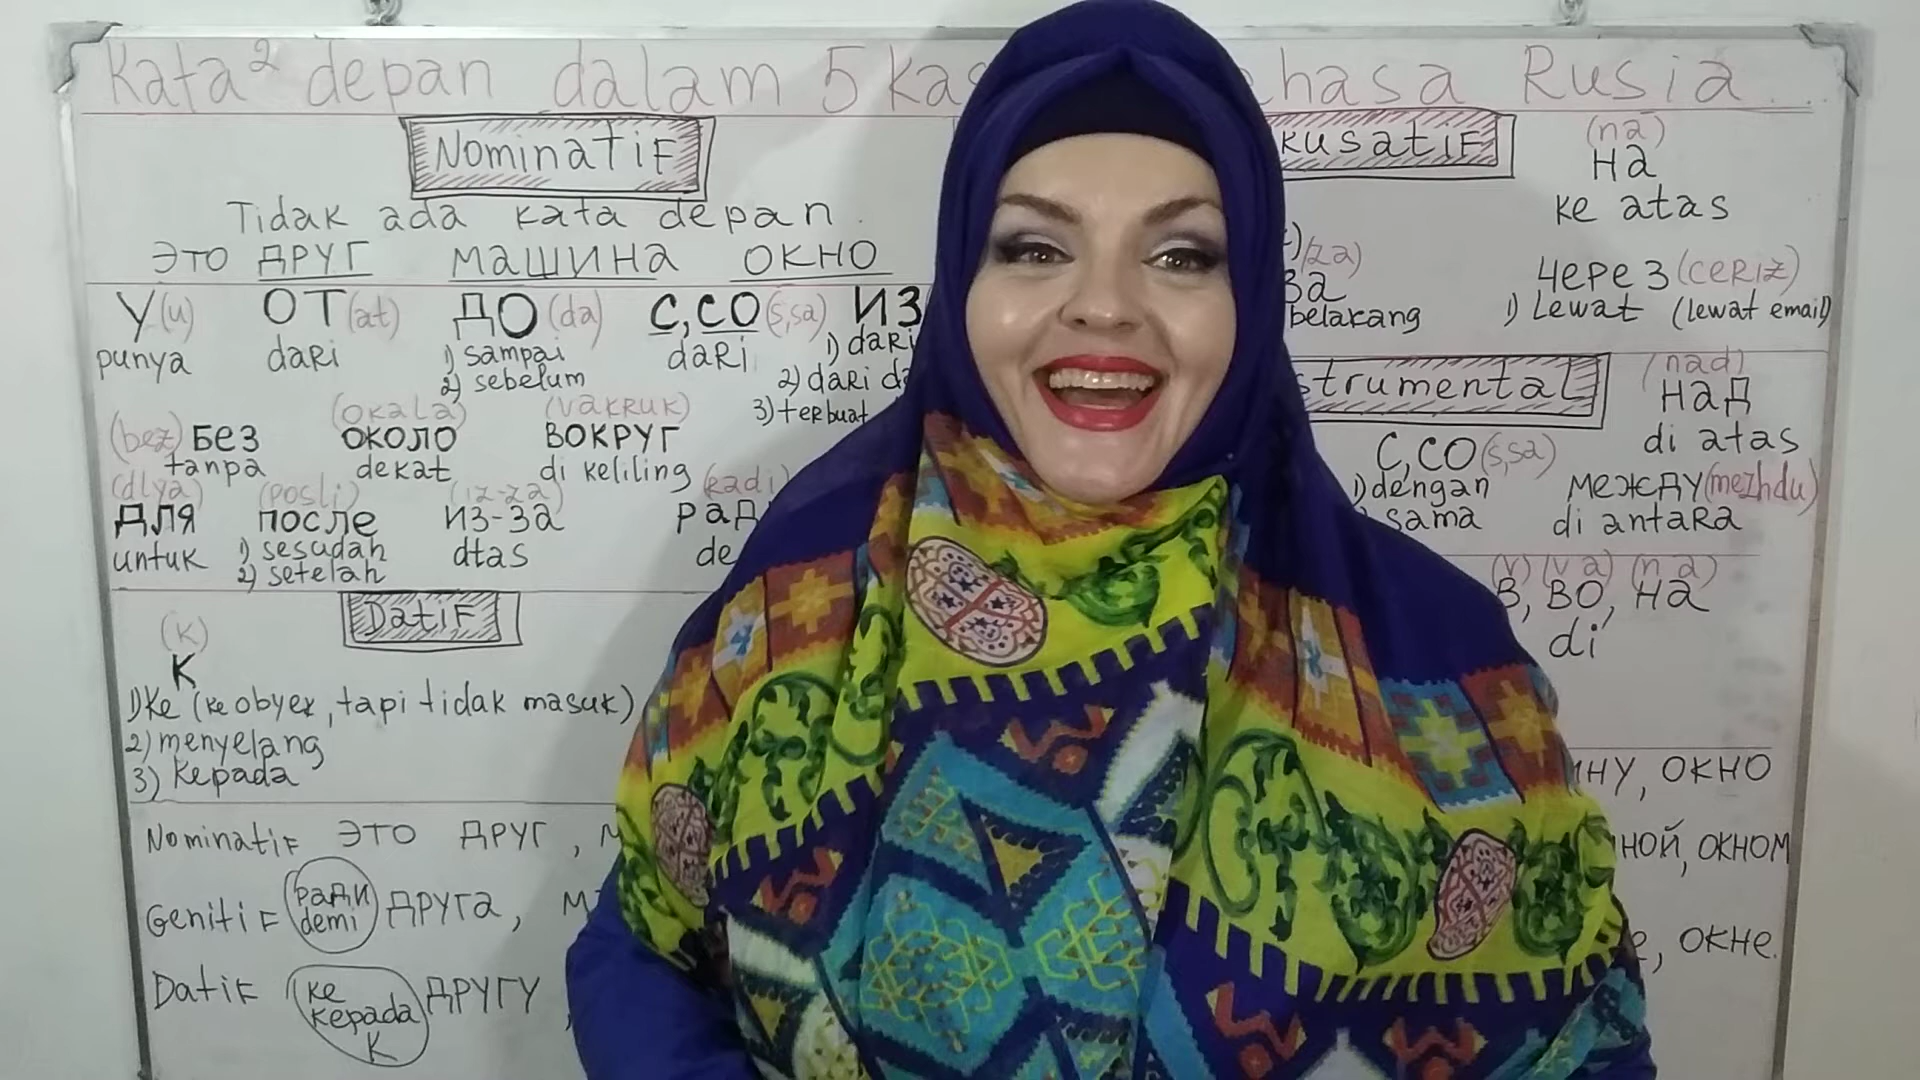 Kata² depan dalam 5 kas hasa Rusia...
Nominatif
Tidak ada kata depan.
ЭТО ДРУГ МАШИНА ОКНО
У (u) ОТ (at) ДО (da) С, СО (s, sa) ИЗ
punya dari 1) sampai dari 1) dari
2) sebelum 2) dari
3) terbuat
(bez) (okala) (vakruk)
БЕЗ ОКОЛО ВОКРУГ
tanpa dekat di keliling
(dlya) (posli) (iz-za) (radi)
ДЛЯ ПОСЛЕ ИЗ-ЗА РАД
untuk 1) sesudah dtas de
2) setelah
Datif
(k)
К
1) Ke (ke obyek, tapi tidak masuk)
2) menyelang
3) Kepada
Nominatif ЭТО ДРУГ,
Genitif ради demi ДРУГА,
Datif ke kepada К ДРУГУ,
kusatif
(na)
На
ke atas
(za)
За
belakang
ЧЕРЕЗ (ceriz)
1) Lewat (lewat email)
strumental
(nad)
НаД
di atas
С, СО (s, sa)
1) dengan
sama
МЕЖДУ (mezhdu)
di antara
(v) (va) (na)
В, ВО, На
di
ИНУ, ОКНО
НОЙ, ОКНОМ
Е, ОКНЕ.